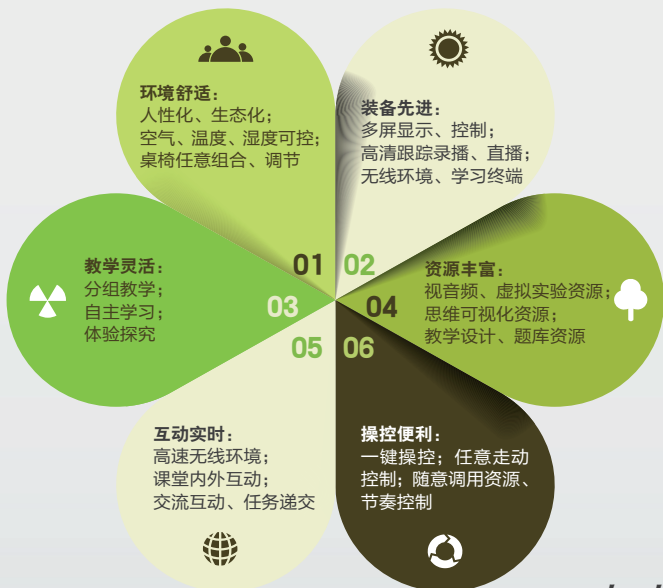 环境舒适：
人性化、生态化；
空气、温度、湿度可控；
桌椅任意组合、调节
01
装备先进：
多屏显示、控制；
高清跟踪录播、直播；
无线环境、学习终端
02
教学灵活：
分组教学；
自主学习；
体验探究
03
资源丰富：
视音频、虚拟实验资源；
思维可视化资源；
教学设计、题库资源
04
互动实时：
高速无线环境；
课堂内外互动；
交流互动、任务递交
05
操控便利：
一键操控；任意走动
控制；随意调用资源、
节奏控制
06